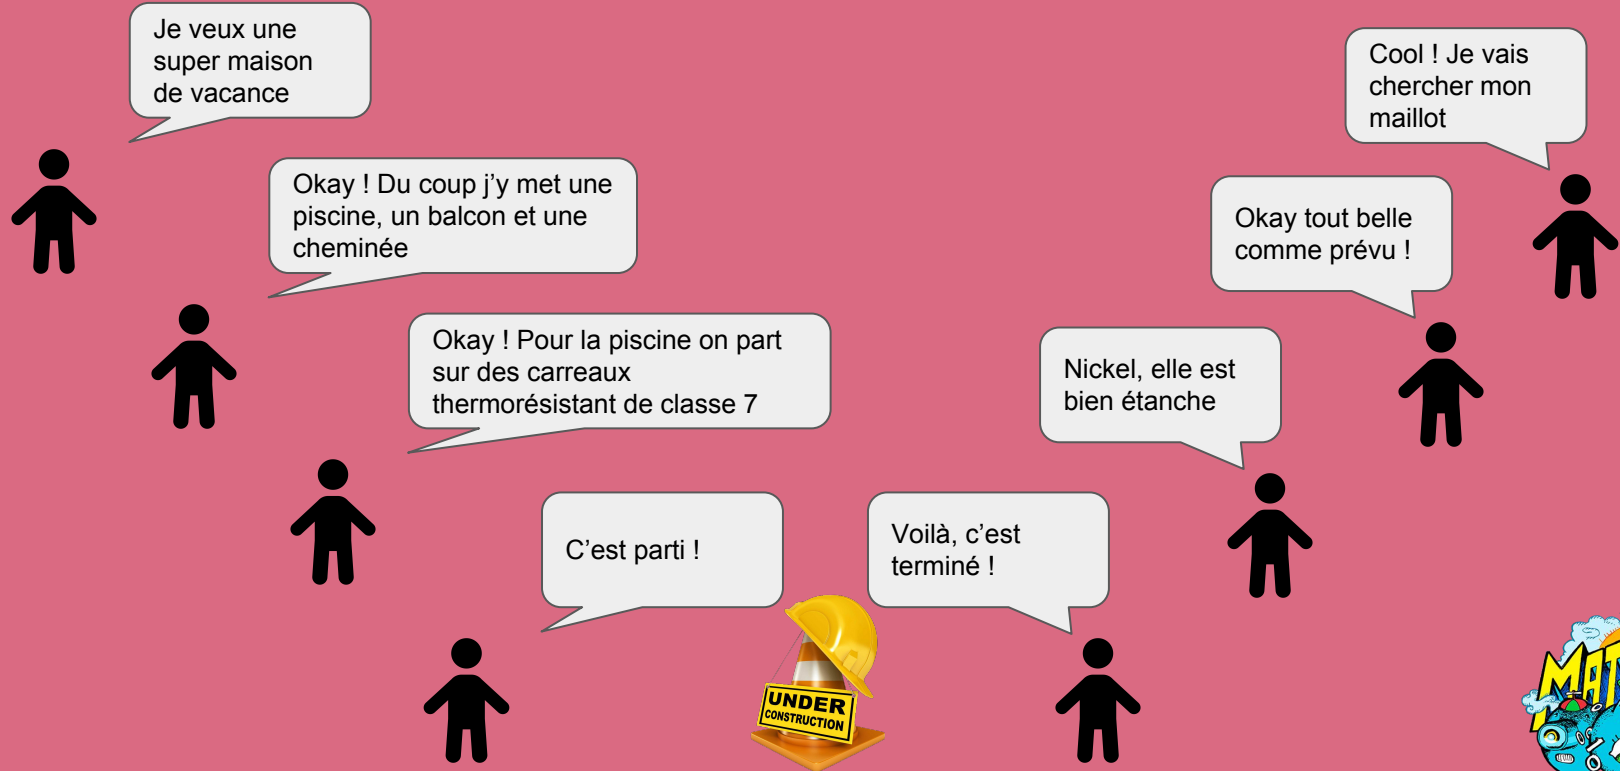 Je veux une
super maison
de vacance
Okay ! Du coup j'y met une
piscine, un balcon et une
cheminée
Okay ! Pour la piscine on part
sur des carreaux
thermorésistant de classe 7
C'est parti !
UNDER
CONSTRUCTION
Voilà, c'est
terminé !
Nickel, elle est
bien étanche
Okay tout belle
comme prévu !
Cool ! Je vais
chercher mon
maillot